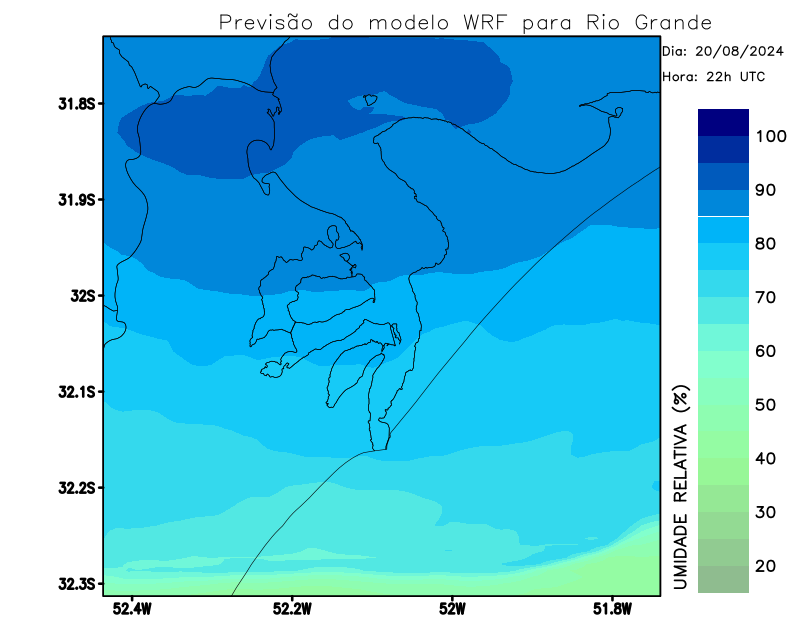 Previsão do modelo WRF para Rio Grande
Dia: 20/08/2024
Hora: 22h UTC
31.8S
31.9S
32S
32.1S
32.2S
32.3S
52.4W
52.2W
52W
51.8W
100
90
80
70
60
50
40
30
20
UMIDADE RELATIVA (%)